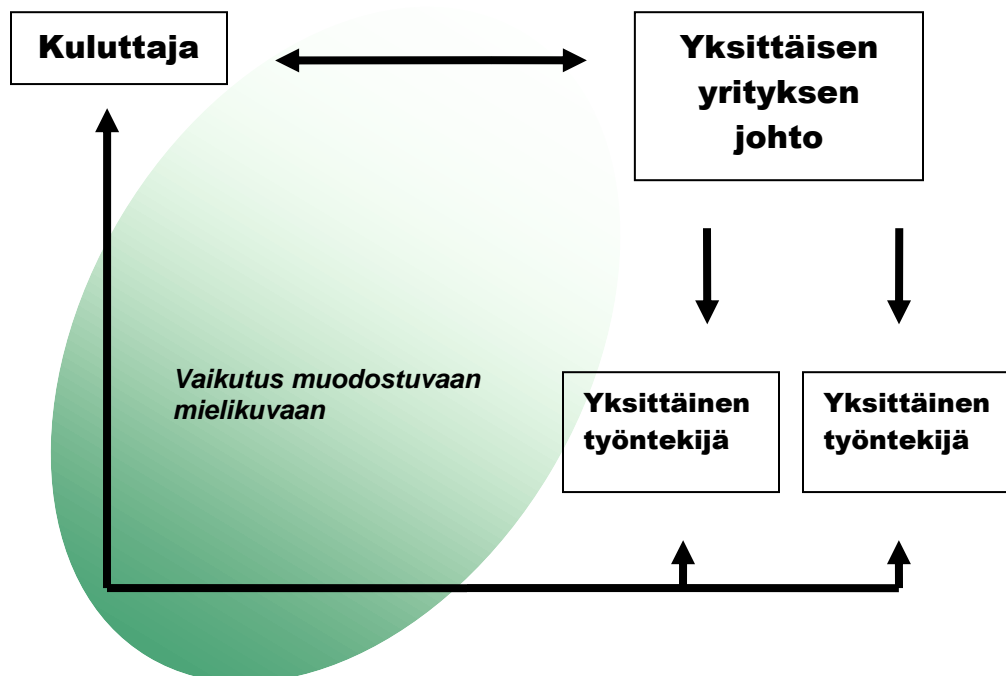 Kuluttaja
Yksittäisen
yrityksen
johto
Vaikutus muodostuvaan
mielikuvaan
Yksittäinen
työntekijä
Yksittäinen
työntekijä